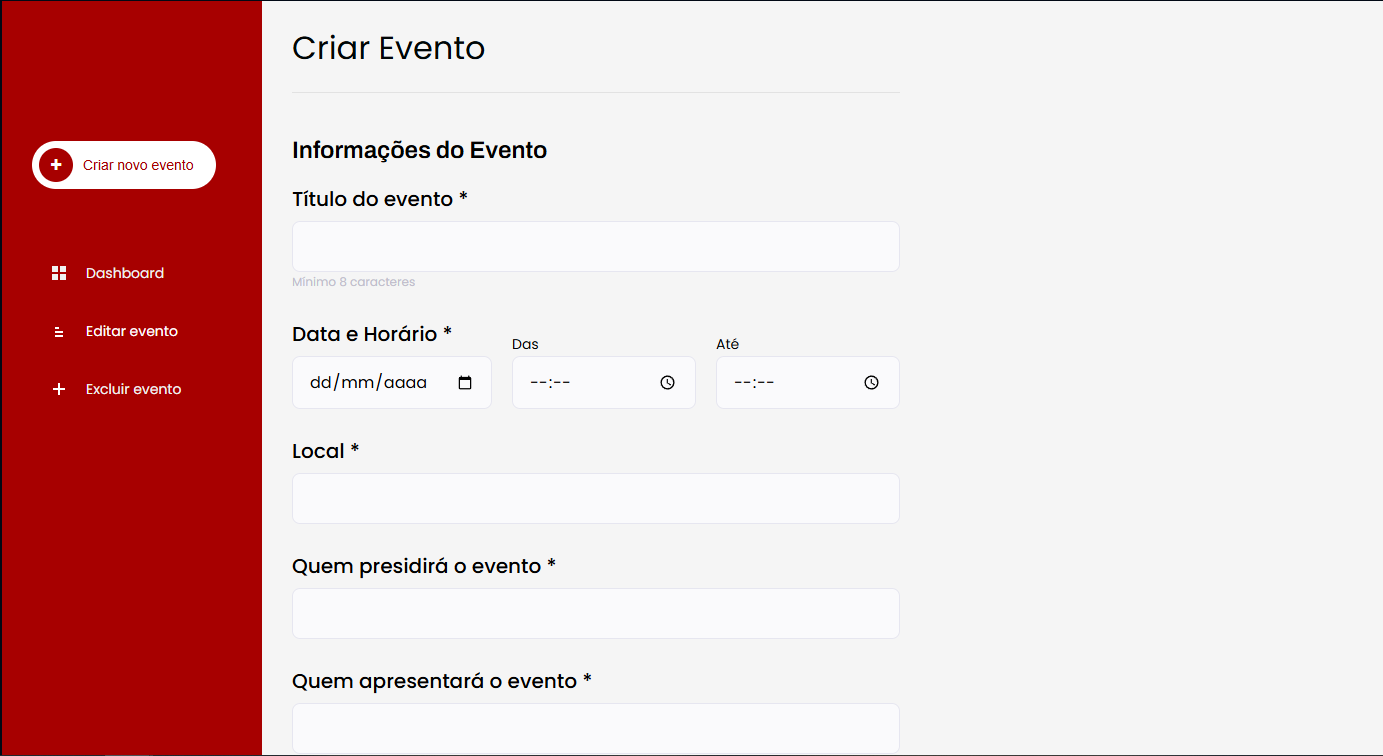 Criar Evento
Criar novo evento
Dashboard
Editar evento
Excluir evento
Informações do Evento
Título do evento *
Mínimo 8 caracteres
Data e Horário *
Das
Até
dd/mm/aaaa
--:--
--:--
Local *
Quem presidirá o evento *
Quem apresentará o evento *